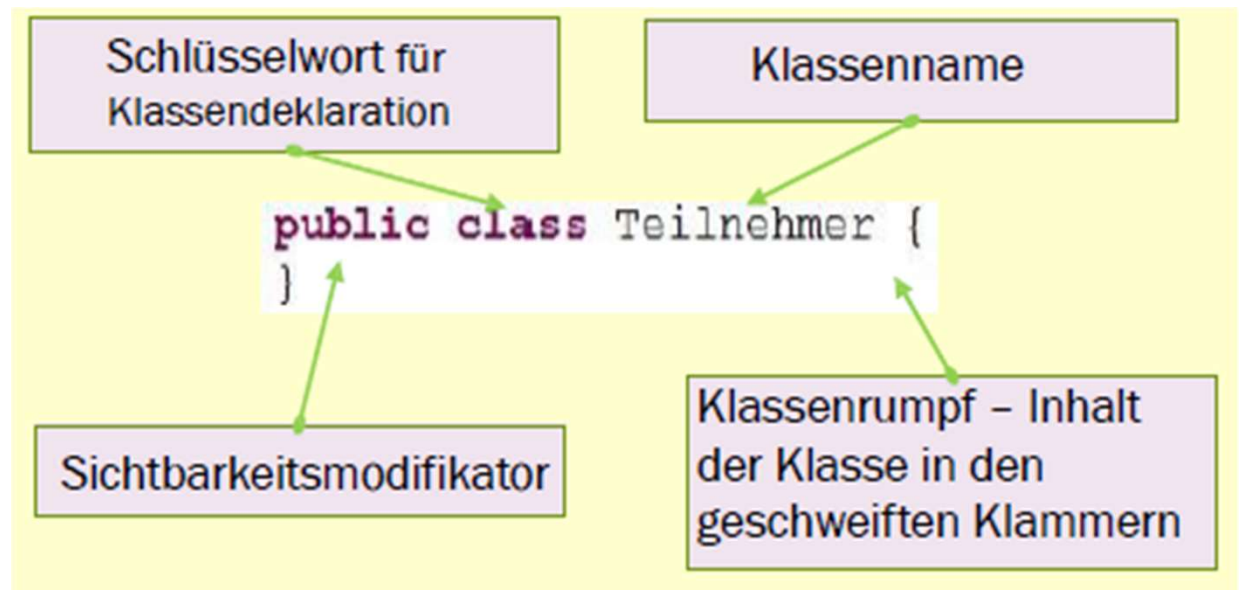 Schlüsselwort für
Klassendeklaration
Klassenname
public class Teilnehmer {
}
Sichtbarkeitsmodifikator
Klassenrumpf – Inhalt
der Klasse in den
geschweiften Klammern